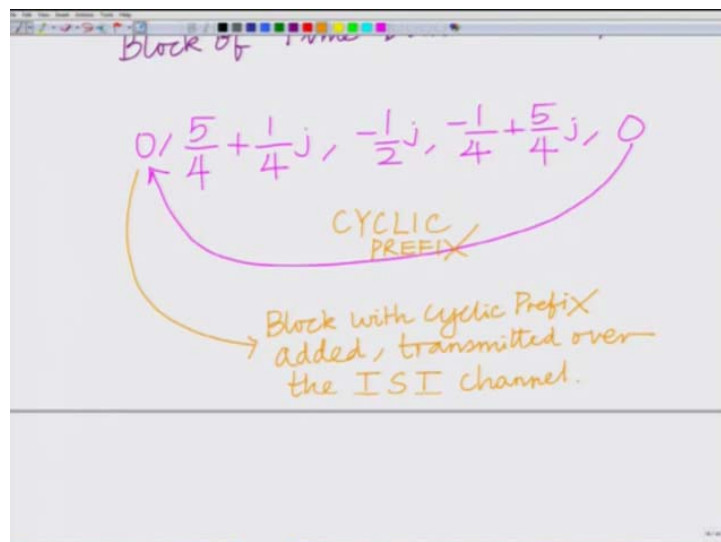 Block of Time
0, 5/4 + 1/4 j, -1/2 j, -1/4 + 5/4 j, 0
CYCLIC
PREFIX
Block with cyclic Prefix
added, transmitted over
the ISI channel.